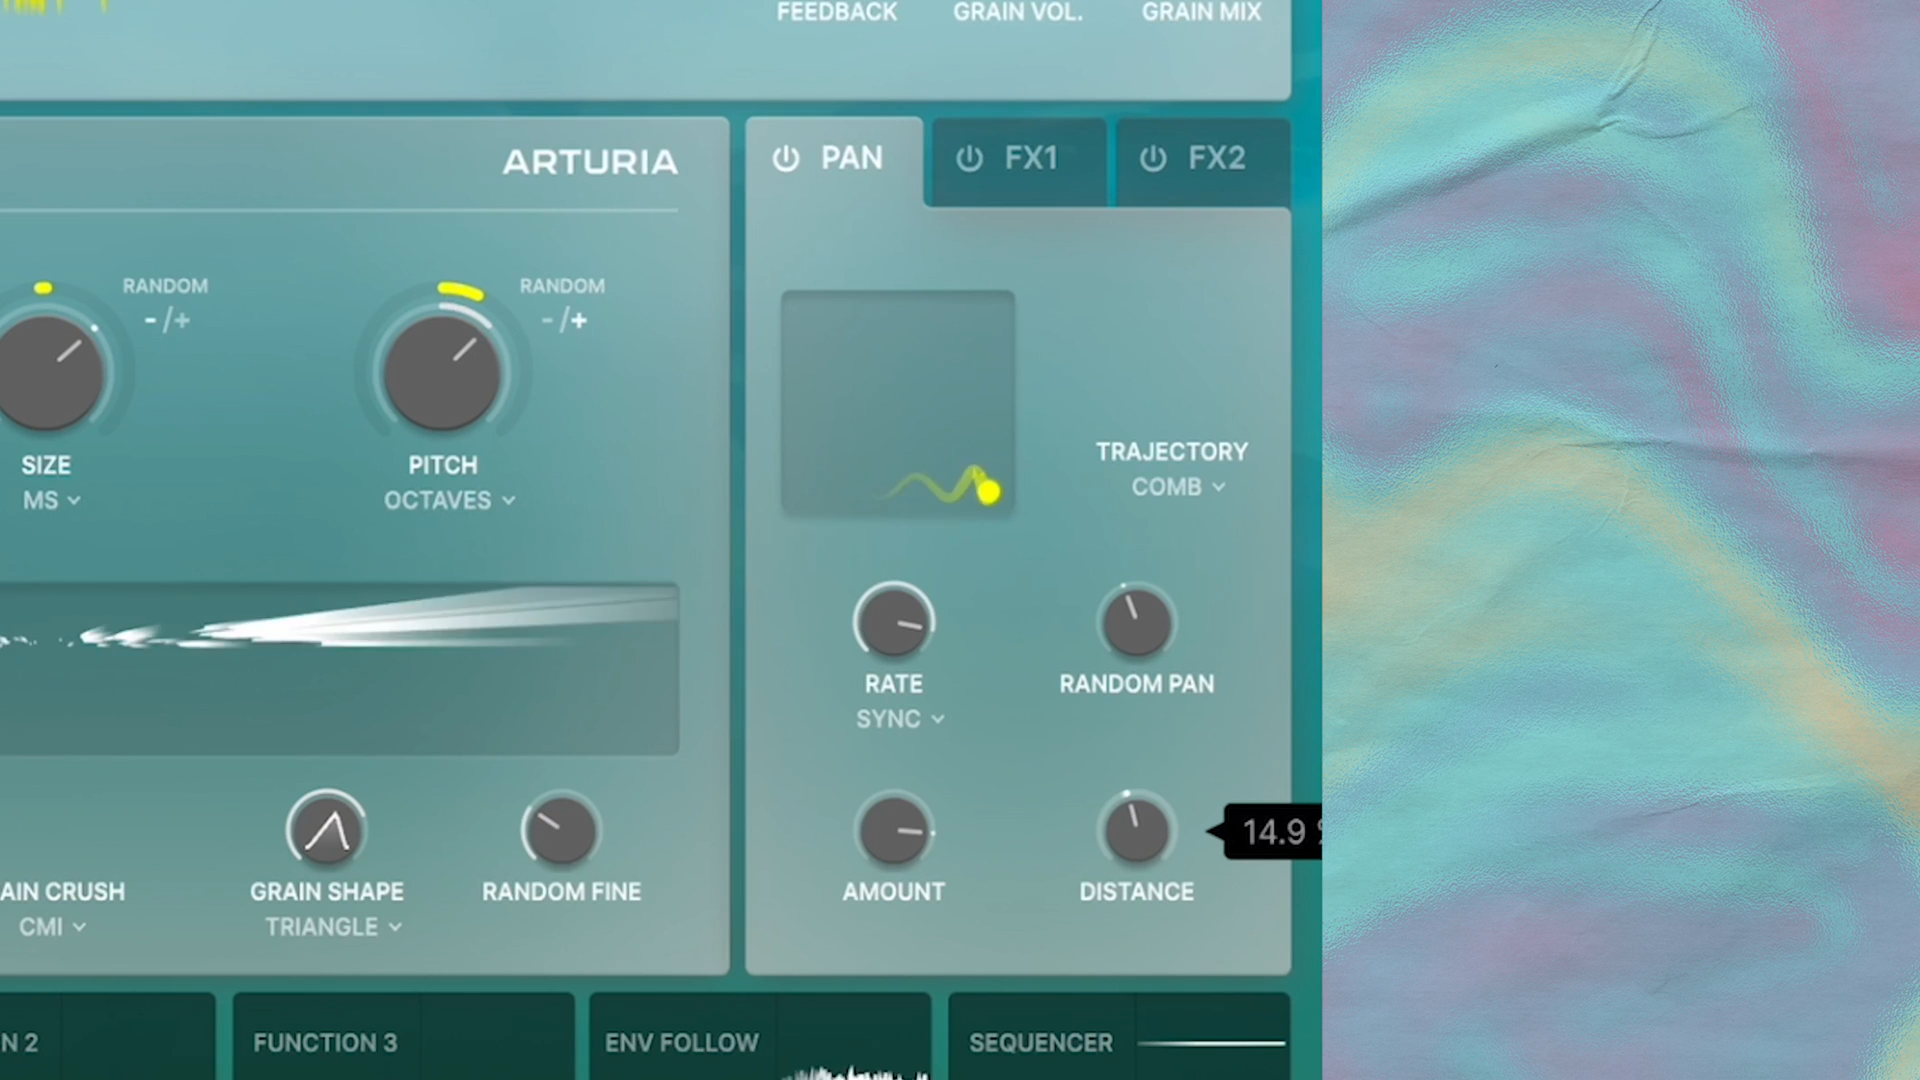 FEEDBACK GRAIN VOL. GRAIN MIX
ARTURIA
PAN FX1 FX2
RANDOM
- /+
RANDOM
- /+
SIZE
MS
PITCH
OCTAVES
TRAJECTORY
COMB
RATE
SYNC
RANDOM PAN
AIN CRUSH
CMI
GRAIN SHAPE
TRIANGLE
RANDOM FINE
AMOUNT
DISTANCE
14.9
N 2
FUNCTION 3
ENV FOLLOW
SEQUENCER